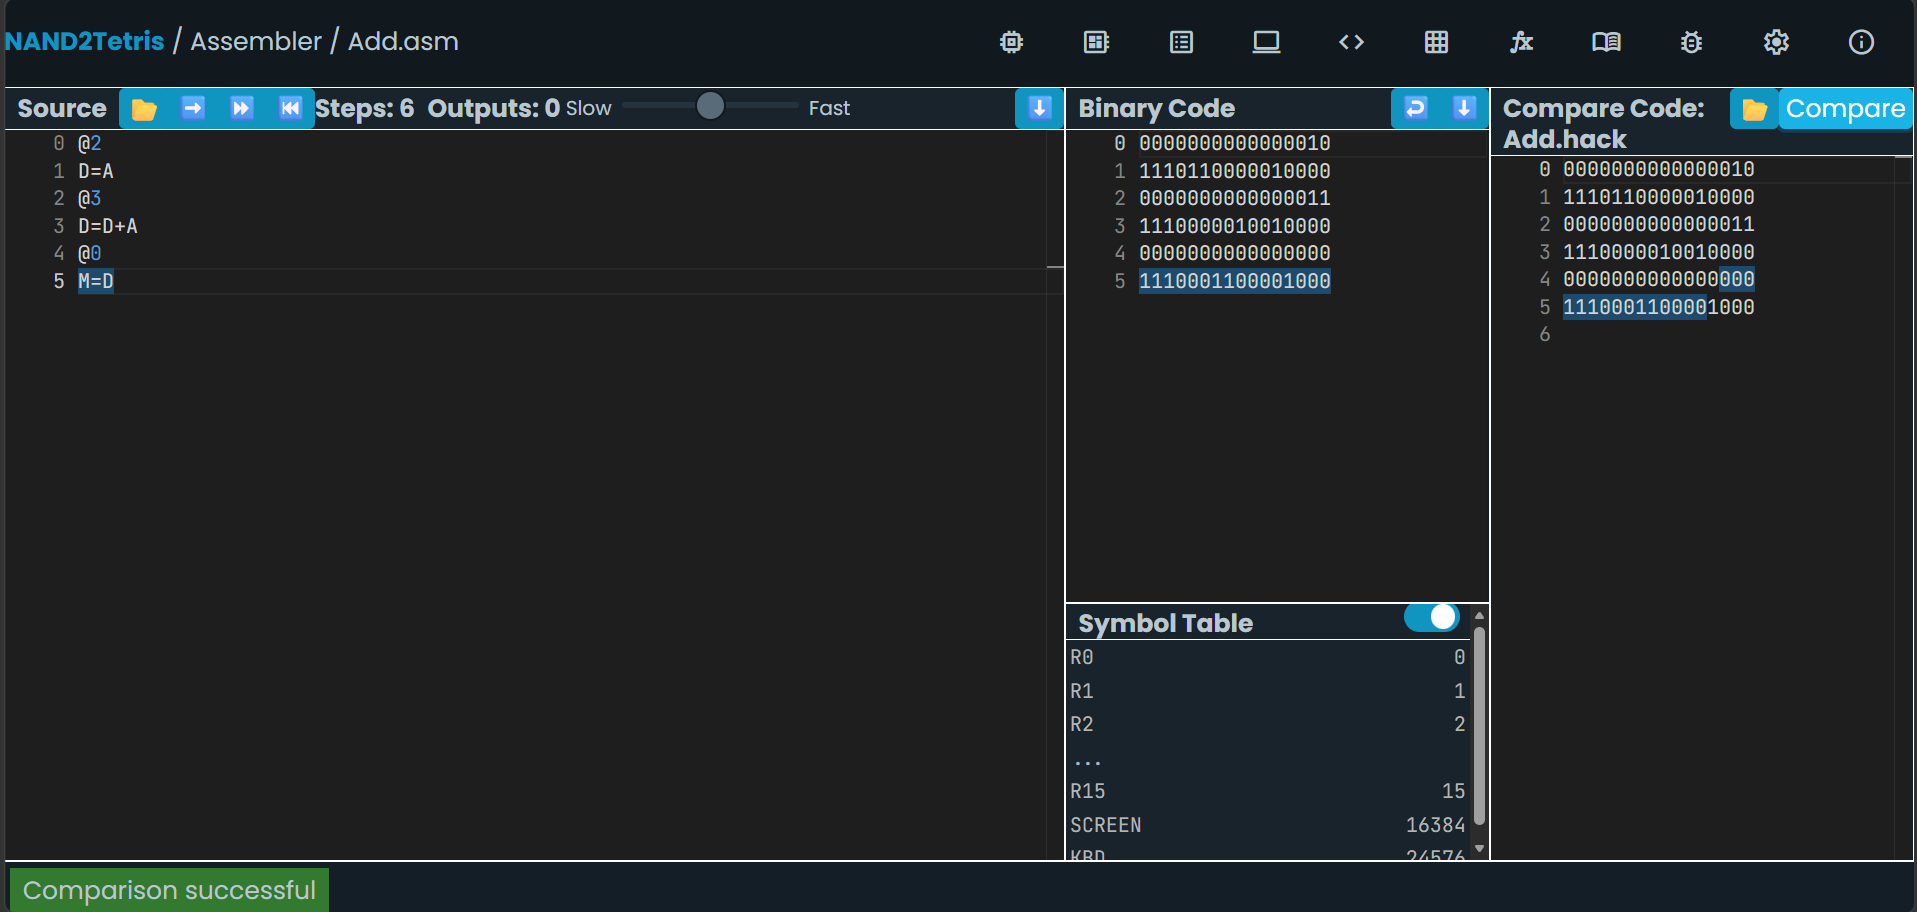 NAND2Tetris / Assembler / Add.asm
Source Steps: 6 Outputs: 0 Slow Fast
0 @2
1 D=A
2 @3
3 D=D+A
4 @0
5 M=D
Binary Code
0 0000000000000010
1 1110110000010000
2 0000000000000011
3 1110000010010000
4 0000000000000000
5 1110001100001000
Symbol Table
R0 0
R1 1
R2 2
...
R15 15
SCREEN 16384
KBD 24576
Compare Code:
Add.hack
Compare
0 0000000000000010
1 1110110000010000
2 0000000000000011
3 1110000010010000
4 0000000000000000
5 1110001100001000
6
Comparison successful